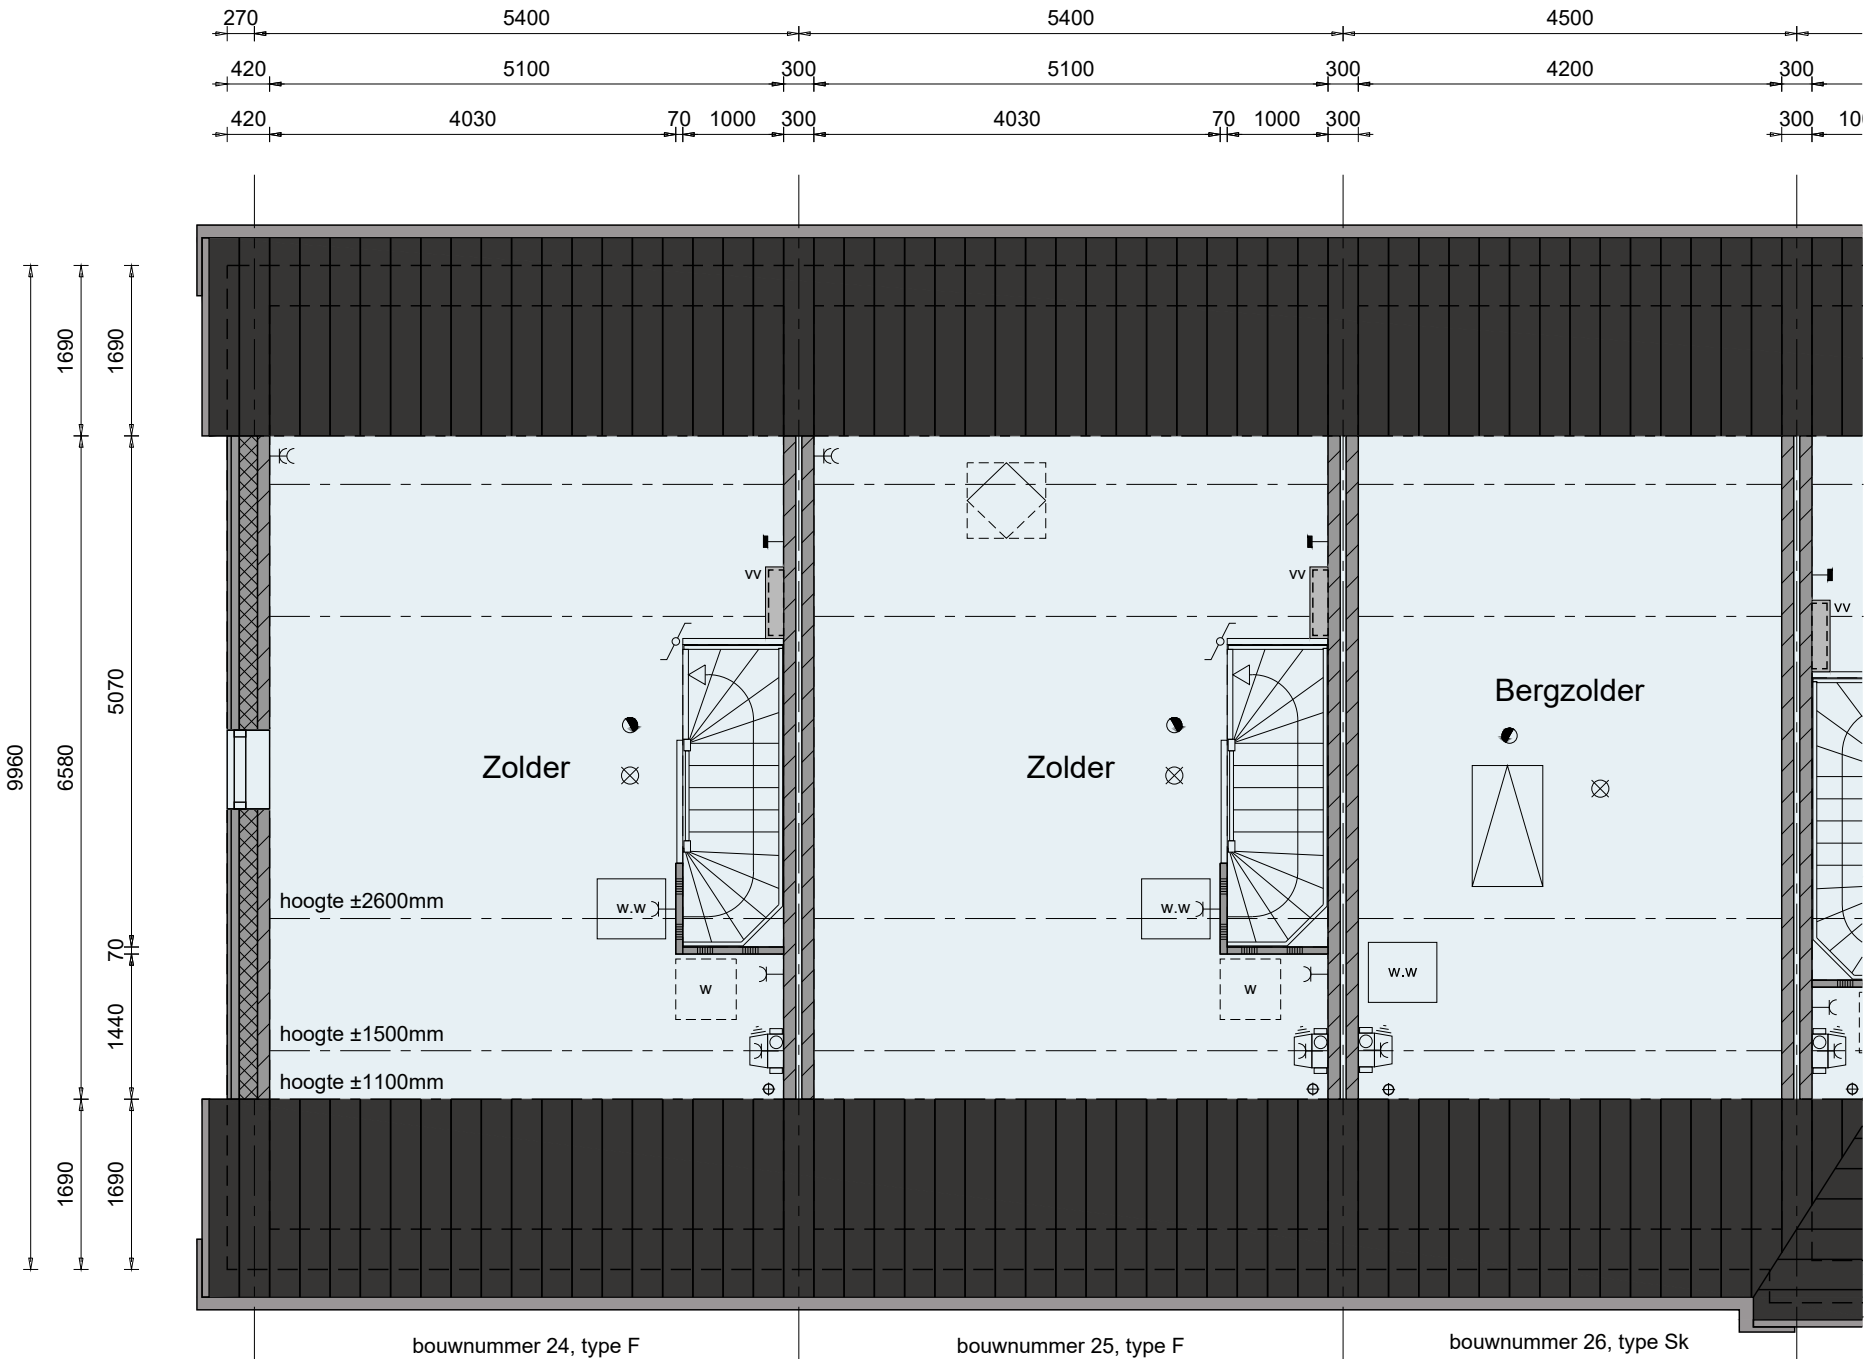 270 5400 5400 4500
420 5100 300 5100 300 4200 300
420 4030 70 1000 300 4030 70 1000 300 300
9960
1690
6580
1690
1690
5070
70
1440
1690
vv vv
vv
Bergzolder
Zolder Zolder
hoogte ±2600mm w.w w.w
w.w
w w
hoogte ±1500mm
hoogte ±1100mm
bouwnummer 24, type F bouwnummer 25, type F bouwnummer 26, type Sk